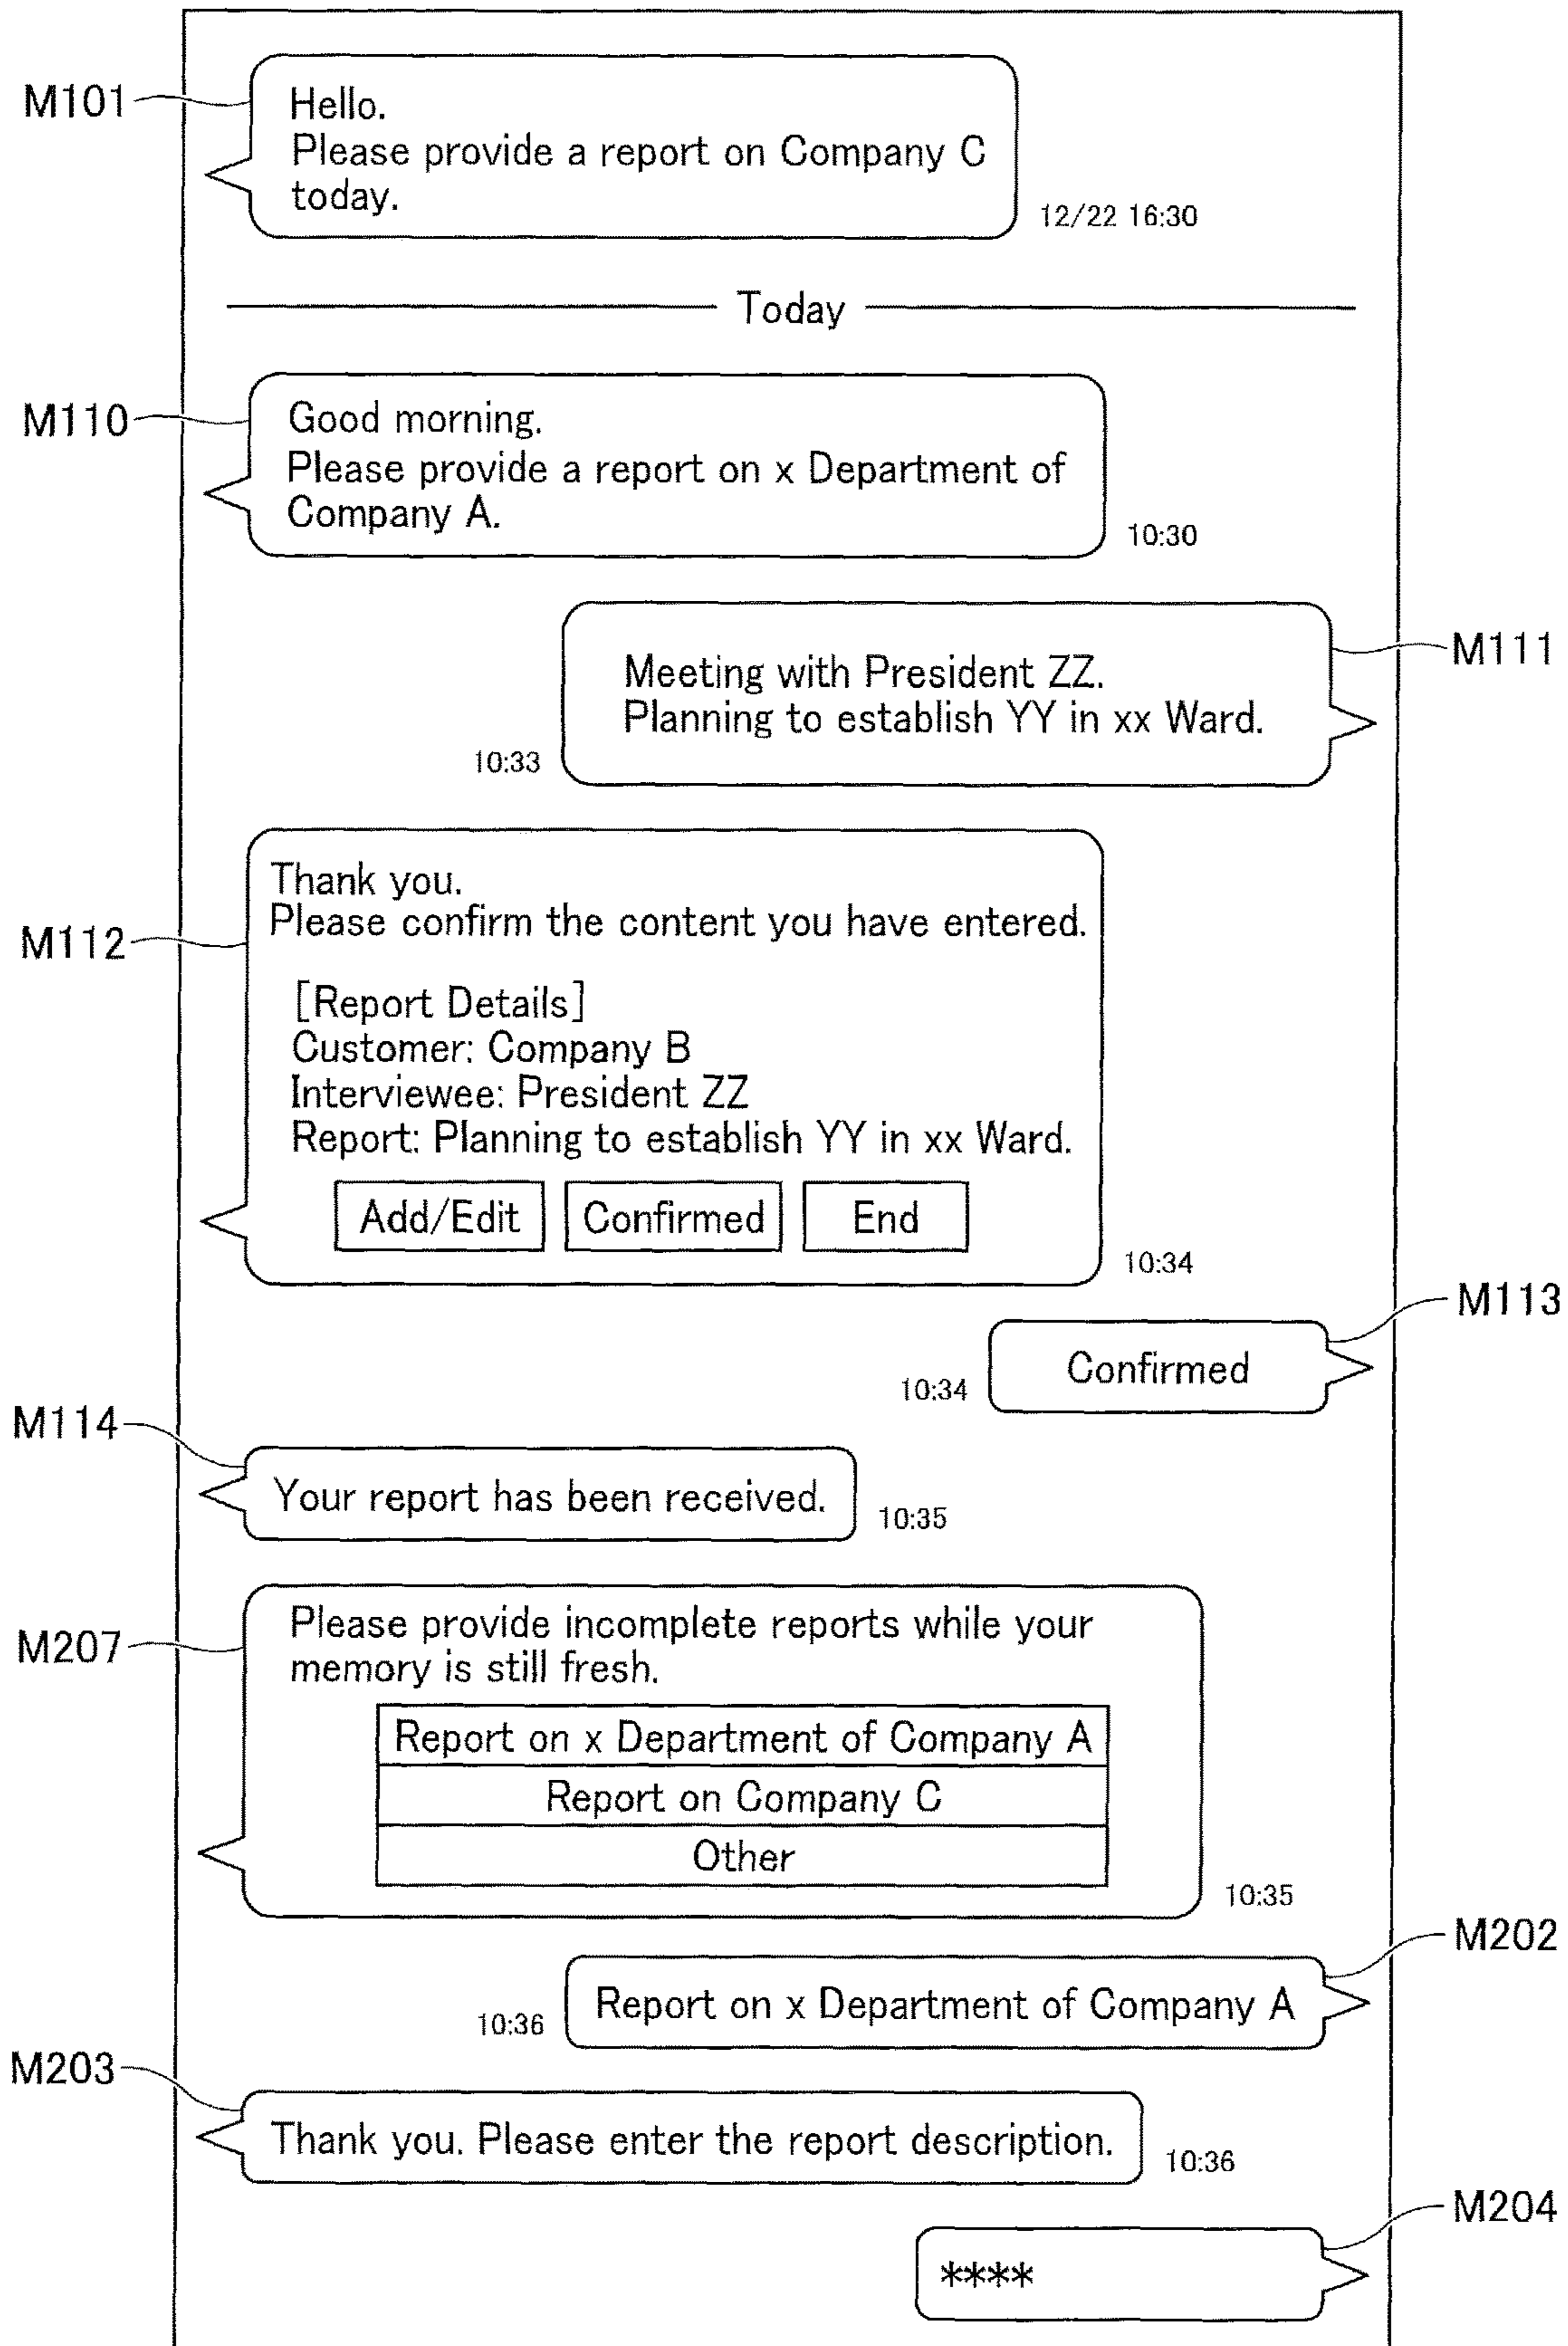 M101
Hello.
Please provide a report on Company C
today.
12/22 16:30
Today
M110
Good morning.
Please provide a report on x Department of
Company A.
10:30
M111
Meeting with President ZZ.
Planning to establish YY in xx Ward.
10:33
M112
Thank you.
Please confirm the content you have entered.
[Report Details]
Customer: Company B
Interviewee: President ZZ
Report: Planning to establish YY in xx Ward.
Add/Edit Confirmed End
10:34
M113
Confirmed
10:34
M114
Your report has been received.
10:35
M207
Please provide incomplete reports while your
memory is still fresh.
Report on x Department of Company A
Report on Company C
Other
10:35
M202
Report on x Department of Company A
10:36
M203
Thank you. Please enter the report description.
10:36
M204
****